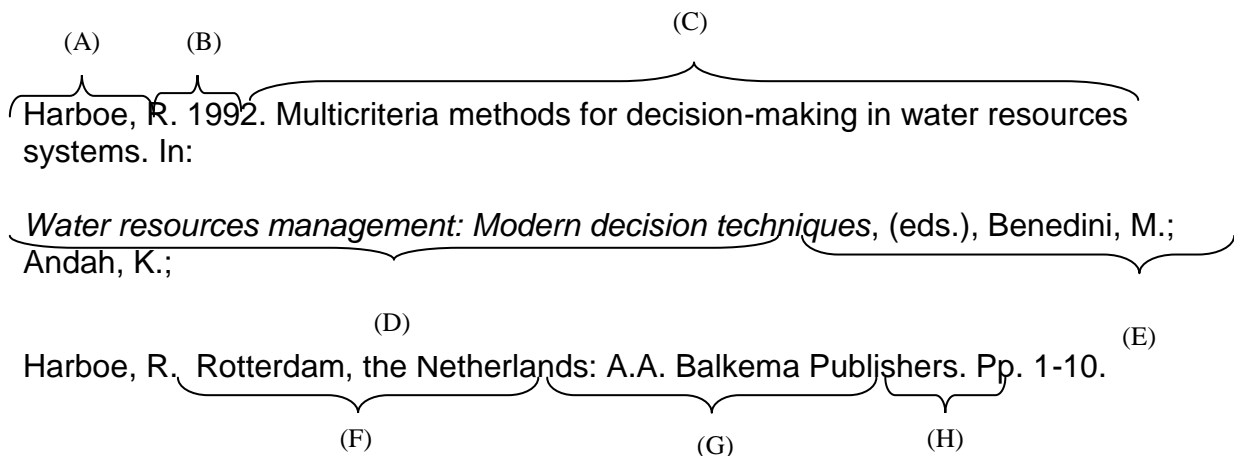 (A) (B) (C)
Harboe, R. 1992. Multicriteria methods for decision-making in water resources
systems. In:
Water resources management: Modern decision techniques, (eds.), Benedini, M.;
Andah, K.;
(D) (E)
Harboe, R. Rotterdam, the Netherlands: A.A. Balkema Publishers. Pp. 1-10.
(F) (G) (H)